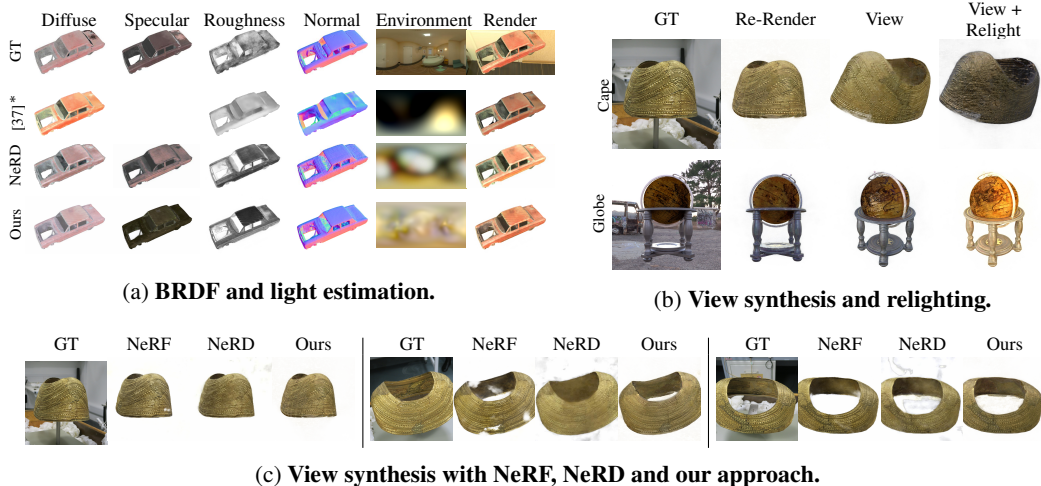 Diffuse Specular Roughness Normal Environment Render
GT
[37]*
NeRD
Ours
(a) BRDF and light estimation.
GT Re-Render View View + Relight
Cape
Globe
(b) View synthesis and relighting.
GT NeRF NeRD Ours GT NeRF NeRD Ours GT NeRF NeRD Ours
(c) View synthesis with NeRF, NeRD and our approach.